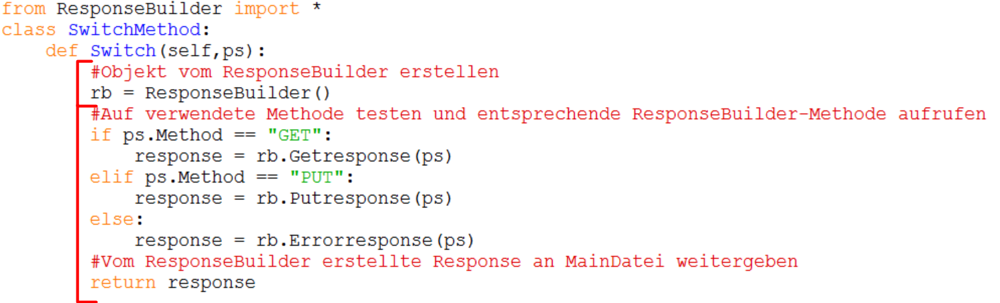 from ResponseBuilder import *
class SwitchMethod:
    def Switch(self,ps):
        #Objekt vom ResponseBuilder erstellen
        rb = ResponseBuilder()
        #Auf verwendete Methode testen und entsprechende ResponseBuilder-Methode aufrufen
        if ps.Method == "GET":
            response = rb.Getresponse(ps)
        elif ps.Method == "PUT":
            response = rb.Putresponse(ps)
        else:
            response = rb.Errorresponse(ps)
        #Vom ResponseBuilder erstellte Response an MainDatei weitergeben
        return response